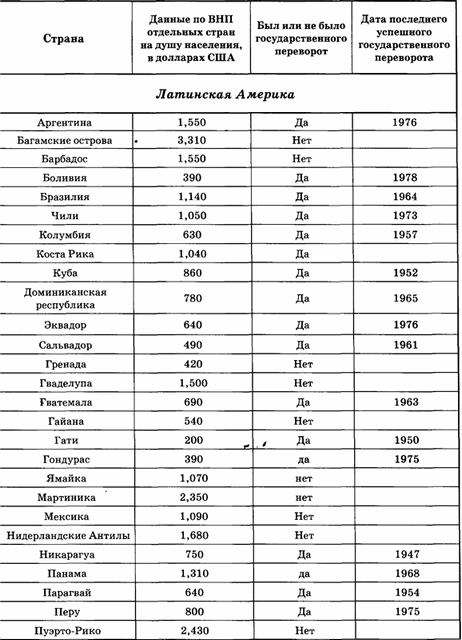 Страна
Данные по ВНП
отдельных стран
на душу населения,
в долларах США
Был или не было
государственного
переворот
Дата последнего
успешного
государственного
переворота
Латинская Америка
Аргентина 1,550 Да 1976
Багамские острова 3,310 Нет
Барбадос 1,550 Нет
Боливия 390 Да 1978
Бразилия 1,140 Да 1964
Чили 1,050 Да 1973
Колумбия 630 Да 1957
Коста Рика 1,040 Да
Куба 860 Да 1952
Доминиканская
республика 780 Да 1965
Эквадор 640 Да 1976
Сальвадор 490 Да 1961
Гренада 420 Нет
Гваделупа 1,500 Нет
Гватемала 690 Да 1963
Гайана 540 Нет
Гати 200 Да 1950
Гондурас 390 да 1975
Ямайка 1,070 нет
Мартиника 2,350 нет
Мексика 1,090 Нет
Нидерландские Антилы 1,680 Нет
Никарагуа 750 Да 1947
Панама 1,310 да 1968
Парагвай 640 Да 1954
Перу 800 Да 1975
Пуэрто-Рико 2,430 Нет